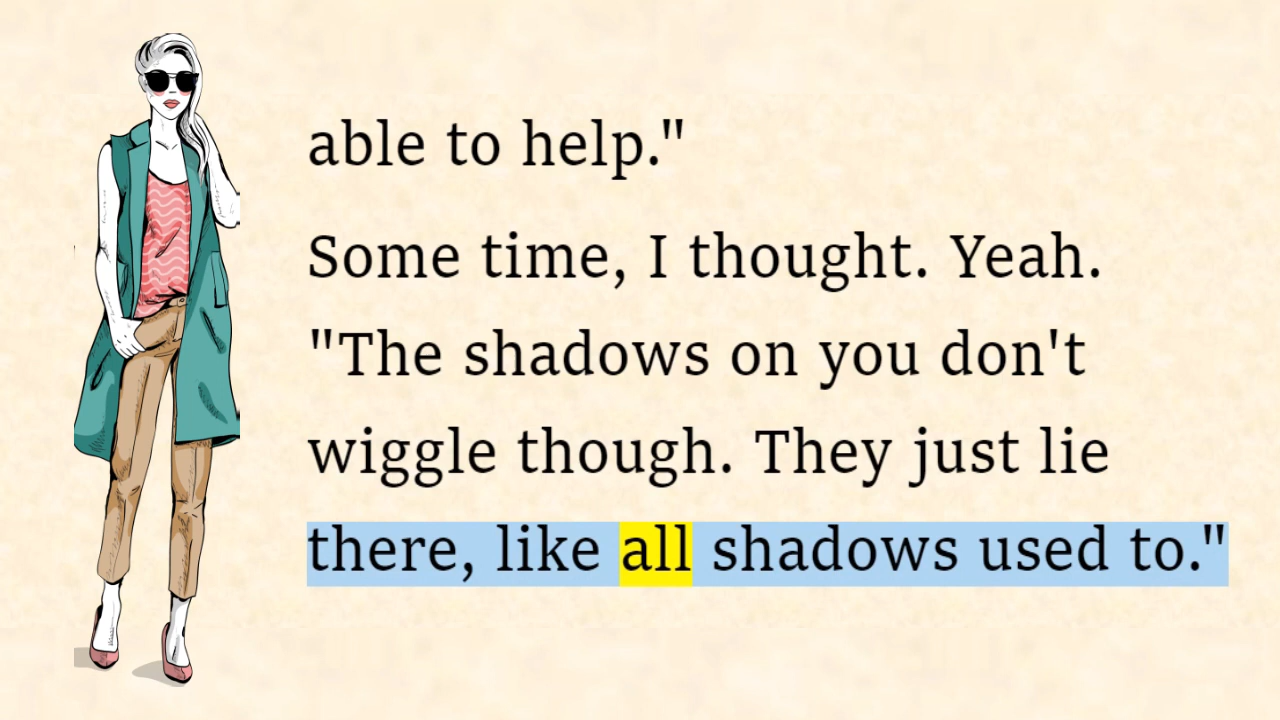 able to help."
Some time, I thought. Yeah.
"The shadows on you don't
wiggle though. They just lie
there, like all shadows used to."